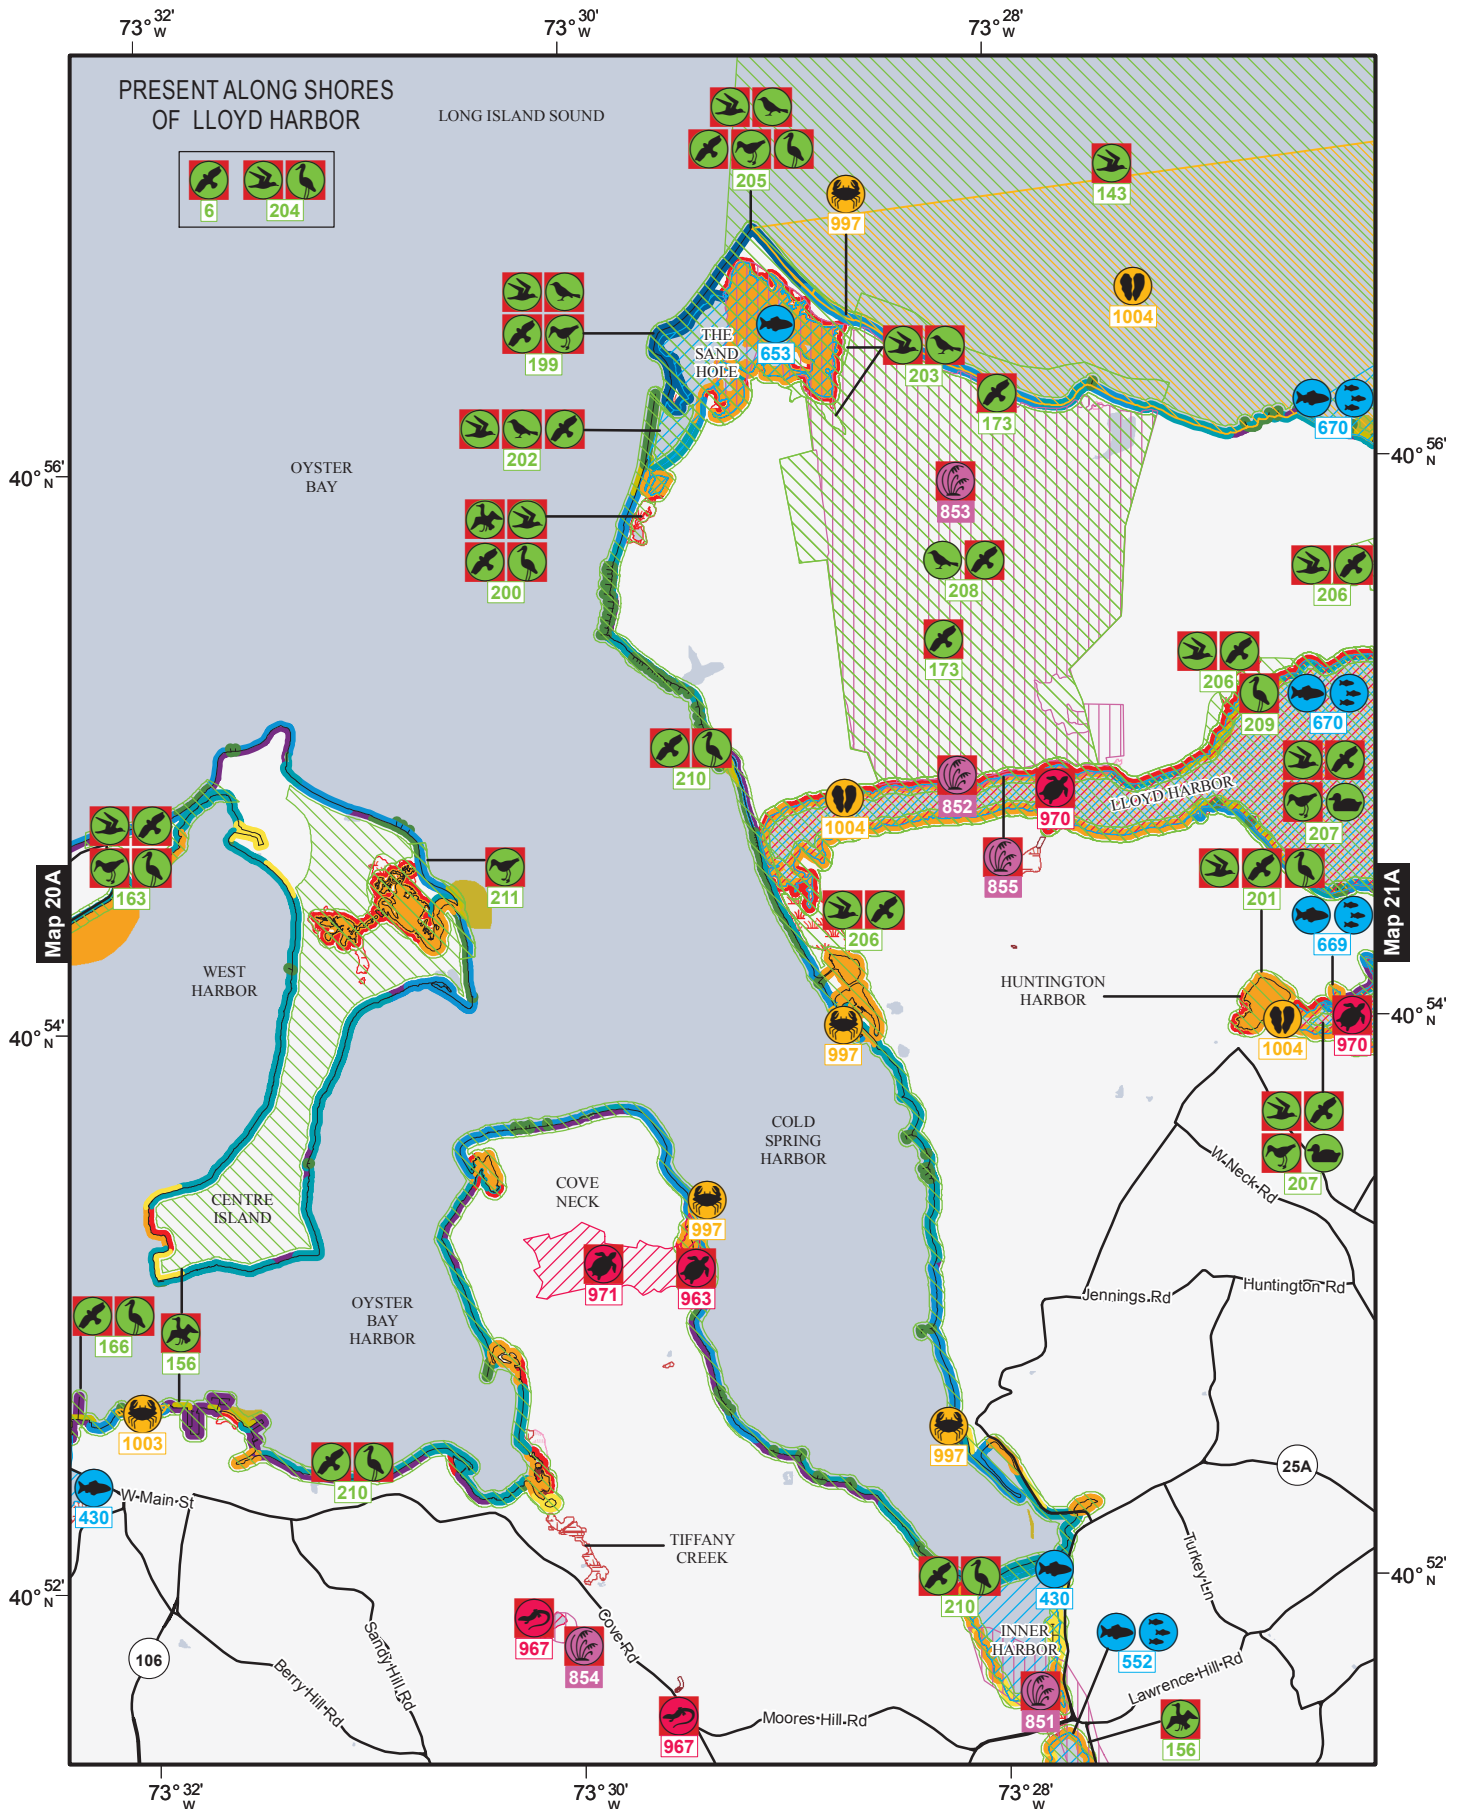 73° 32' W
73° 30' W
73° 28' W
PRESENT ALONG SHORES
OF LLOYD HARBOR
6
204
LONG ISLAND SOUND
205
143
997
1004
199
THE
SAND
HOLE
653
203
173
670
202
OYSTER
BAY
40° 56' N
40° 56' N
853
200
208
206
173
206
209
670
210
852
970
LLOYD HARBOR
1004
207
163
855
211
201
Map 20A
Map 21A
206
669
WEST
HARBOR
HUNTINGTON
HARBOR
40° 54' N
40° 54' N
997
1004
970
COLD
SPRING
HARBOR
207
W Neck Rd
CENTRE
ISLAND
COVE
NECK
997
971
963
Huntington Rd
Jennings Rd
OYSTER
BAY
HARBOR
166
156
1003
997
25A
210
430
W Main St
TIFFANY
CREEK
Turkey Ln
40° 52' N
40° 52' N
210
430
967
854
Cove Rd
Sandy Hill Rd
INNER
HARBOR
552
106
Berry Hill Rd
Lawrence Hill Rd
851
967
Moores Hill Rd
156
73° 32' W
73° 30' W
73° 28' W